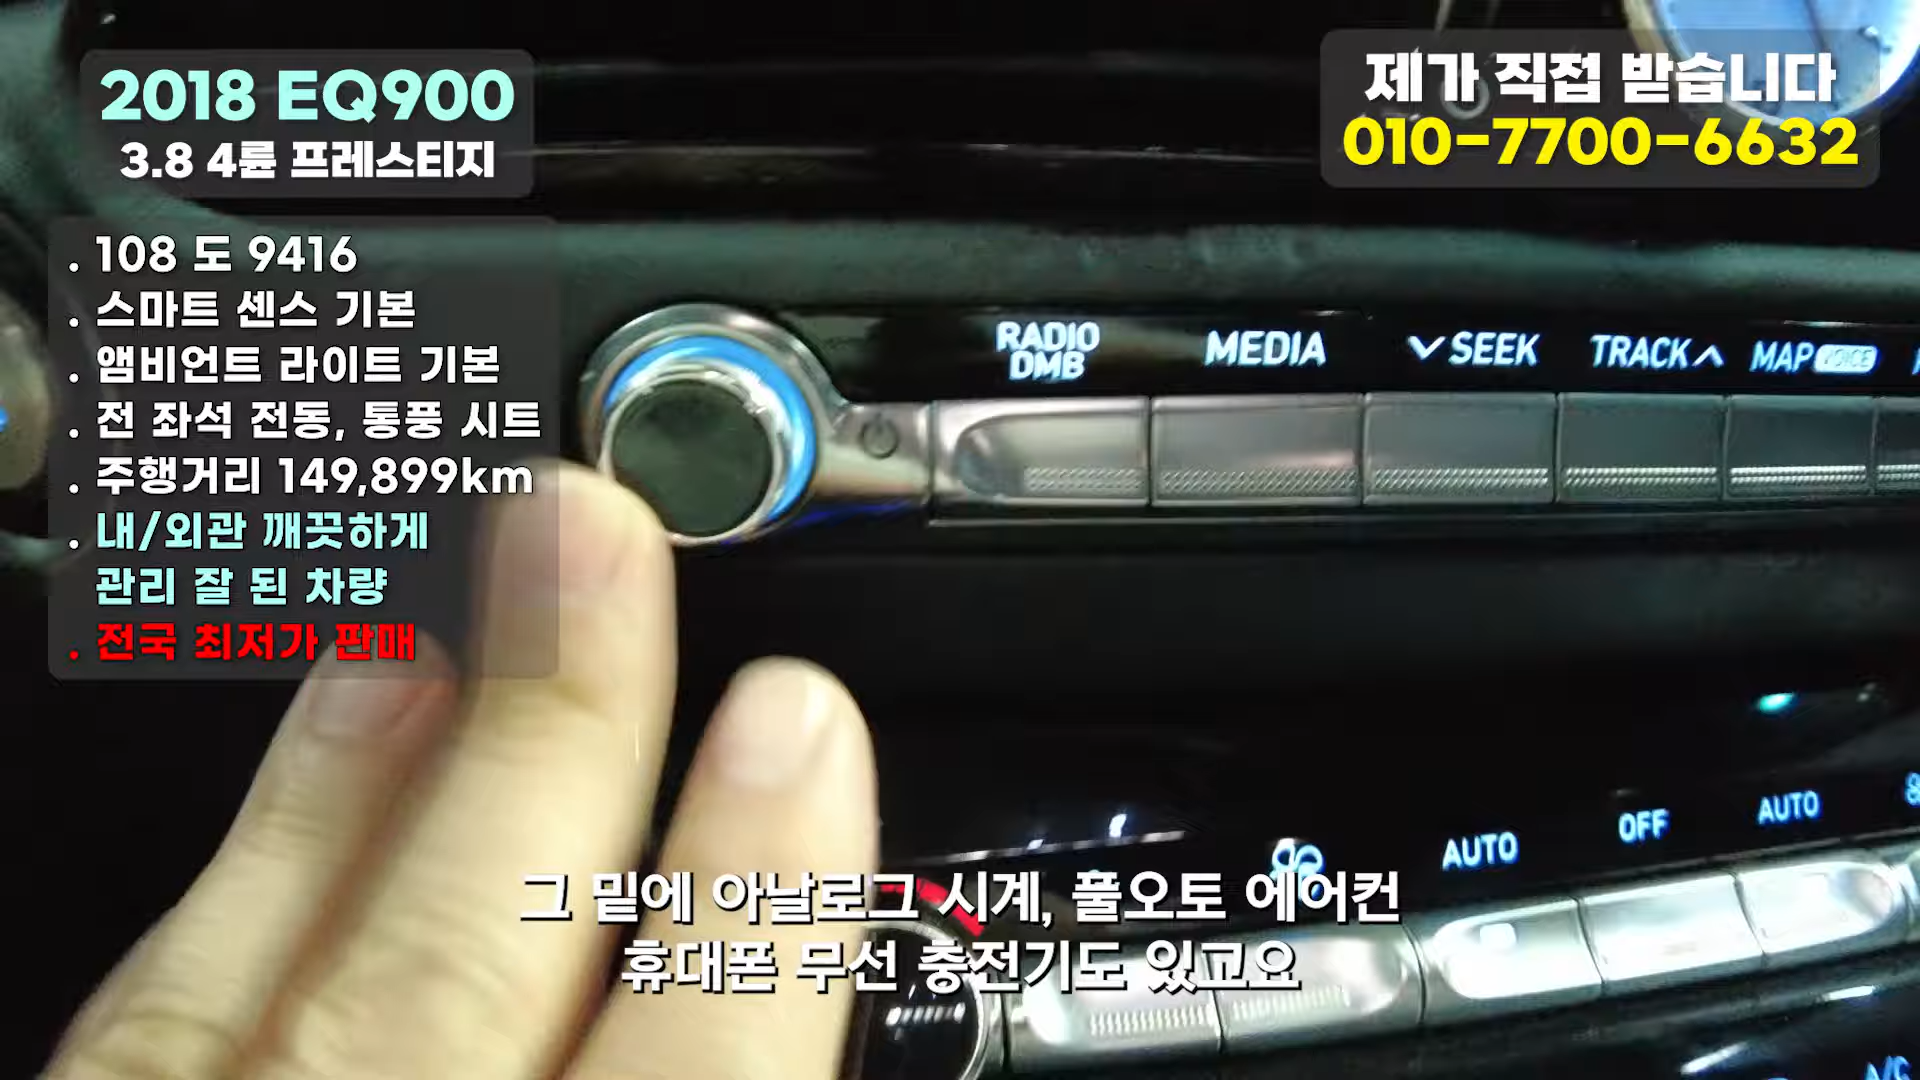 2018 EQ900
3.8 4륜 프레스티지
제가 직접 받습니다
010-7700-6632
. 108 도 9416
. 스마트 센스 기본
. 앰비언트 라이트 기본
. 전 좌석 전동, 통풍 시트
. 주행거리 149,899km
. 내/외관 깨끗하게
관리 잘 된 차량
. 전국 최저가 판매
RADIO
DMB
MEDIA
SEEK
TRACK
MAP VOICE
AUTO
OFF
AUTO
그 밑에 아날로그 시계, 풀오토 에어컨
휴대폰 무선 충전기도 있고요
A/C